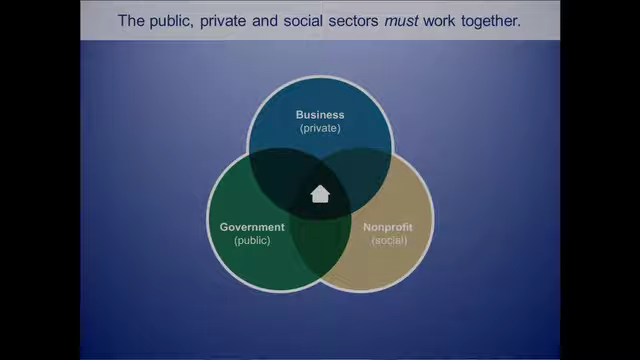 The public, private and social sectors must work together.
Business
(private)
Government
(public)
Nonprofit
(social)